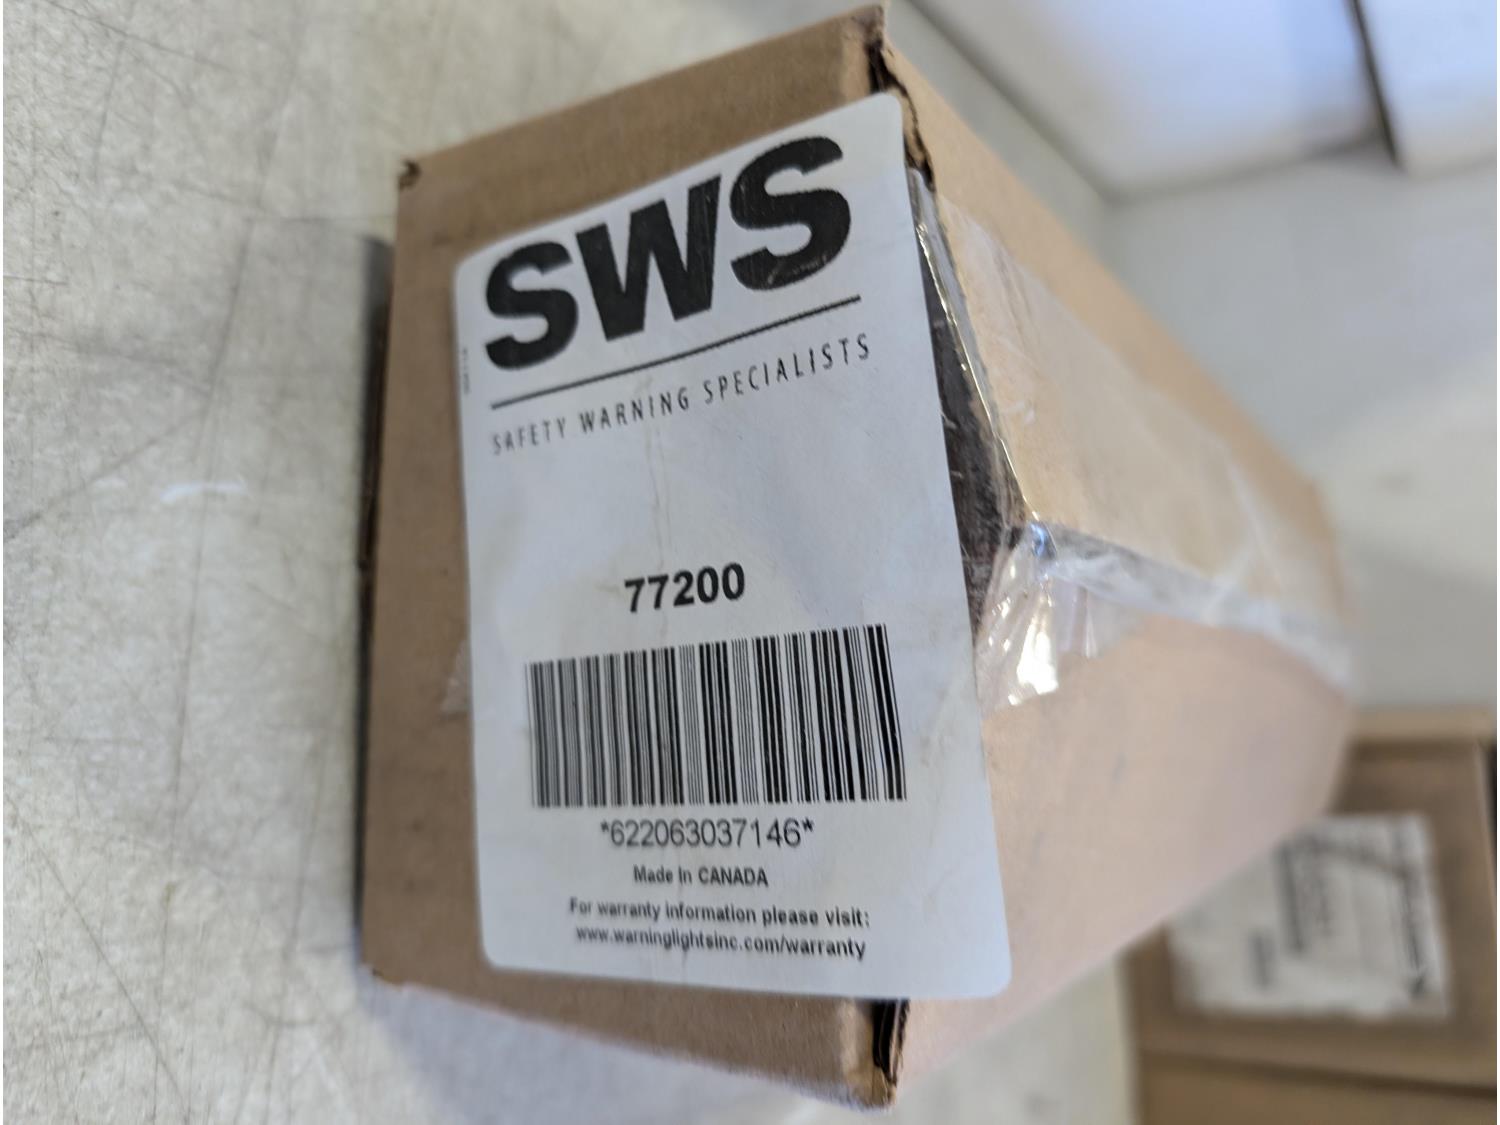 SWS
SAFETY WARNING SPECIALISTS
77200
*622063037146*
Made in CANADA
For warranty information please visit:
www.warninglightsinc.com/warranty